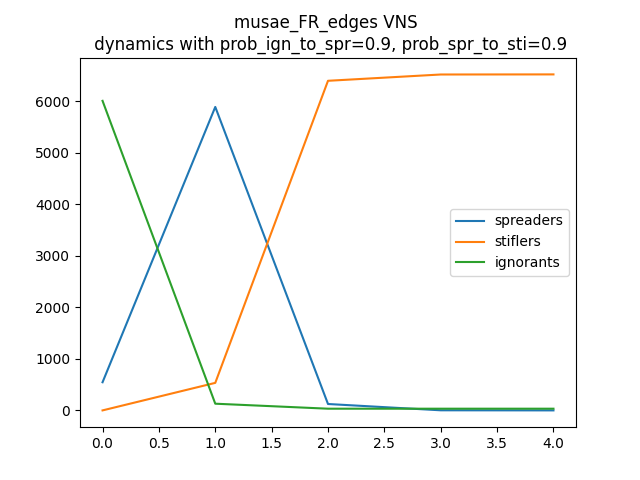 musae_FR_edges VNS
dynamics with prob_ign_to_spr=0.9, prob_spr_to_sti=0.9
6000
5000
4000
3000
2000
1000
0
spreaders
stiflers
ignorants
0.0 0.5 1.0 1.5 2.0 2.5 3.0 3.5 4.0